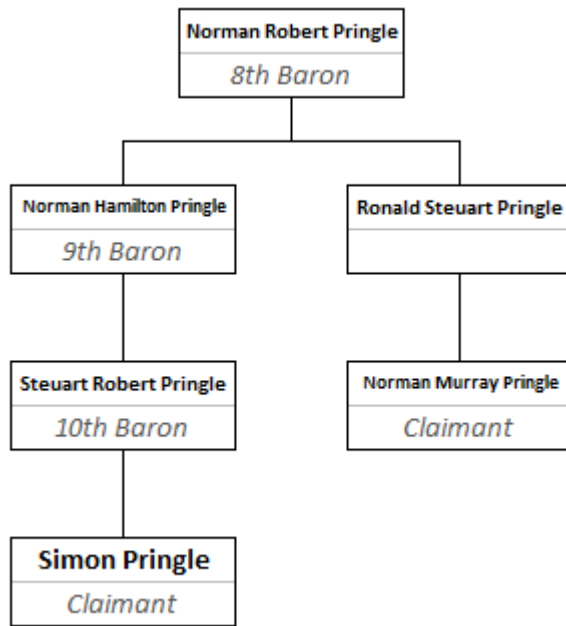 Norman Robert Pringle
8th Baron
Norman Hamilton Pringle
9th Baron
Ronald Steuart Pringle
Steuart Robert Pringle
10th Baron
Norman Murray Pringle
Claimant
Simon Pringle
Claimant